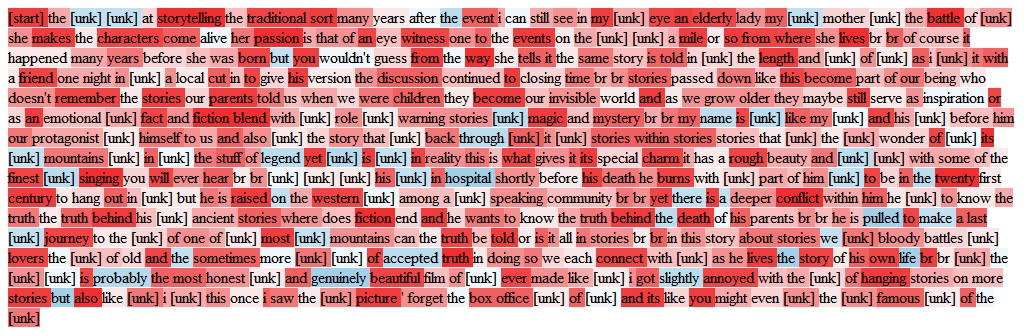 [start] the [unk] [unk] at storytelling the traditional sort many years after the event i can still see in my [unk] eye an elderly lady my [unk] mother [unk] the battle of [unk]
she makes the characters come alive her passion is that of an eye witness one to the events on the [unk] [unk] a mile or so from where she lives br br of course it
happened many years before she was born but you wouldn't guess from the way she tells it the same story is told in [unk] the length and [unk] of [unk] as i [unk] it with
a friend one night in [unk] a local cut in to give his version the discussion continued to closing time br br stories passed down like this become part of our being who
doesn't remember the stories our parents told us when we were children they become our invisible world and as we grow older they maybe still serve as inspiration or
as an emotional [unk] fact and fiction blend with [unk] role [unk] warning stories [unk] magic and mystery br br my name is [unk] like my [unk] and his [unk] before him
our protagonist [unk] himself to us and also [unk] the story that [unk] back through [unk] it [unk] stories within stories stories that [unk] the [unk] wonder of [unk] its
[unk] mountains [unk] in [unk] the stuff of legend yet [unk] is [unk] in reality this is what gives it its special charm it has a rough beauty and [unk] [unk] with some of the
finest [unk] singing you will ever hear br br [unk] [unk] [unk] his [unk] in hospital shortly before his death he burns with [unk] part of him [unk] to be in the twenty first
century to hang out in [unk] but he is raised on the western [unk] among a [unk] speaking community br br yet there is a deeper conflict within him he [unk] to know the
truth the truth behind his [unk] ancient stories where does fiction end and he wants to know the truth behind the death of his parents br br he is pulled to make a last
[unk] journey to the [unk] of one of [unk] most [unk] mountains can the truth be told or is it all in stories br br in this story about stories we [unk] bloody battles [unk]
lovers the [unk] of old and the sometimes more [unk] [unk] of accepted truth in doing so we each connect with [unk] as he lives the story of his own life br br [unk] the
[unk] [unk] is probably the most honest [unk] and genuinely beautiful film of [unk] ever made like [unk] i got slightly annoyed with the [unk] of hanging stories on more
stories but also like [unk] i [unk] this once i saw the [unk] picture ' forget the box office [unk] of [unk] and its like you might even [unk] the [unk] famous [unk] of the
[unk]